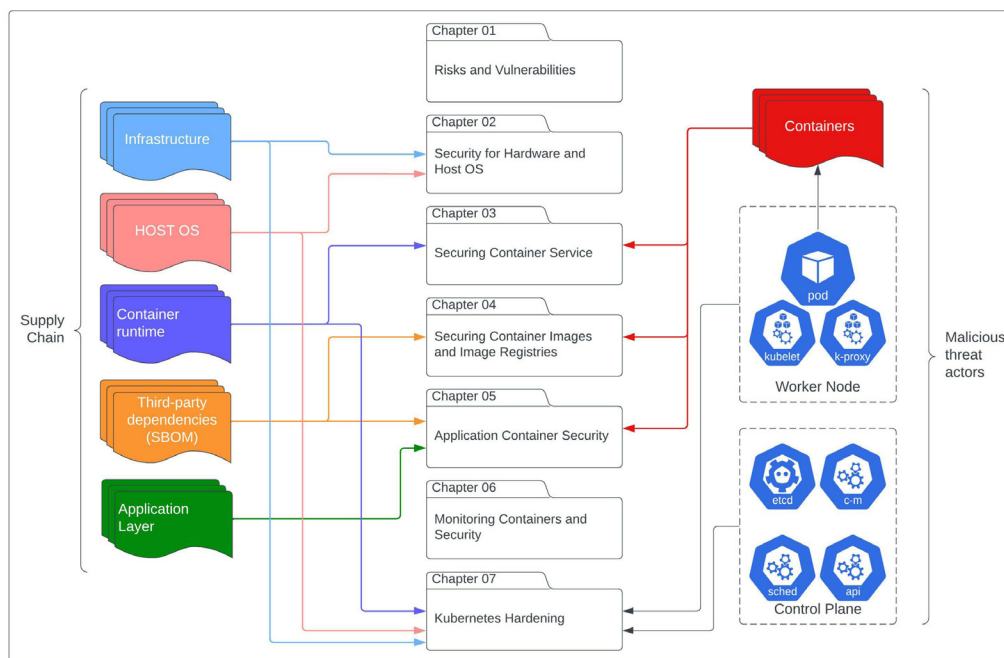 Chapter 01
Risks and Vulnerabilities
Infrastructure
Chapter 02
Security for Hardware and
Host OS
Containers
HOST OS
Chapter 03
Securing Container Service
pod
Supply
Chain
Container
runtime
Chapter 04
Securing Container Images
and Image Registries
kubelet
k-proxy
Worker Node
Malicious
threat
actors
Third-party
dependencies
(SBOM)
Chapter 05
Application Container Security
Application
Layer
Chapter 06
Monitoring Containers and
Security
etcd
c-m
Chapter 07
Kubernetes Hardening
sched
api
Control Plane